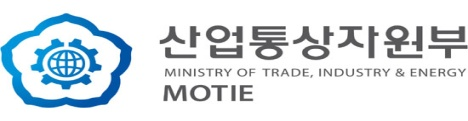 산업통상자원부
MINISTRY OF TRADE, INDUSTRY & ENERGY
MOTIE